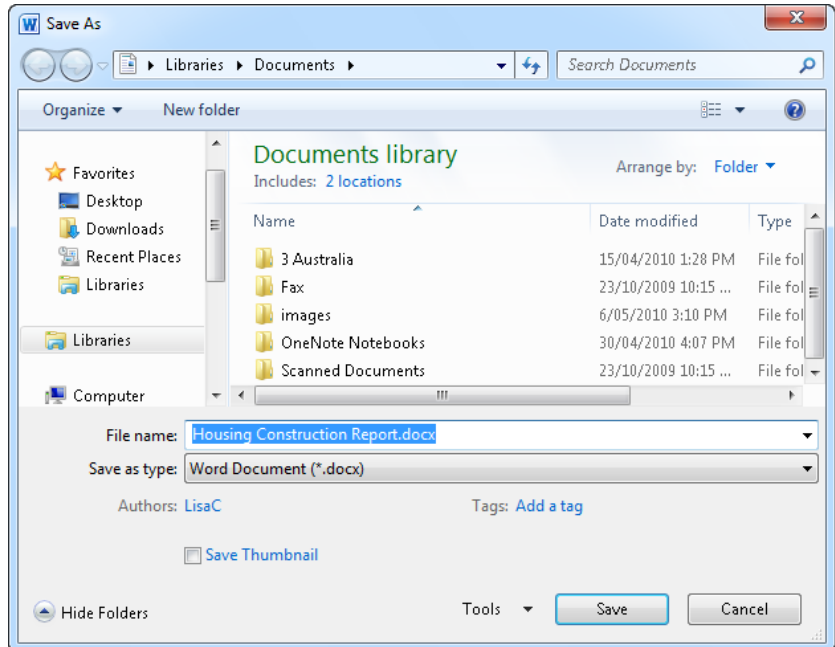 Save As
Libraries Documents
Search Documents
Organize New folder
Documents library
Includes: 2 locations
Arrange by: Folder
Favorites
Desktop
Downloads
Recent Places
Libraries
Libraries
Computer
Name Date modified Type
3 Australia 15/04/2010 1:28 PM File fol
Fax 23/10/2009 10:15 ... File fol
images 6/05/2010 3:10 PM File fol
OneNote Notebooks 30/04/2010 4:07 PM File fol
Scanned Documents 23/10/2009 10:15 ... File fol
File name: Housing Construction Report.docx
Save as type: Word Document (*.docx)
Authors: LisaC Tags: Add a tag
Save Thumbnail
Hide Folders Tools Save Cancel